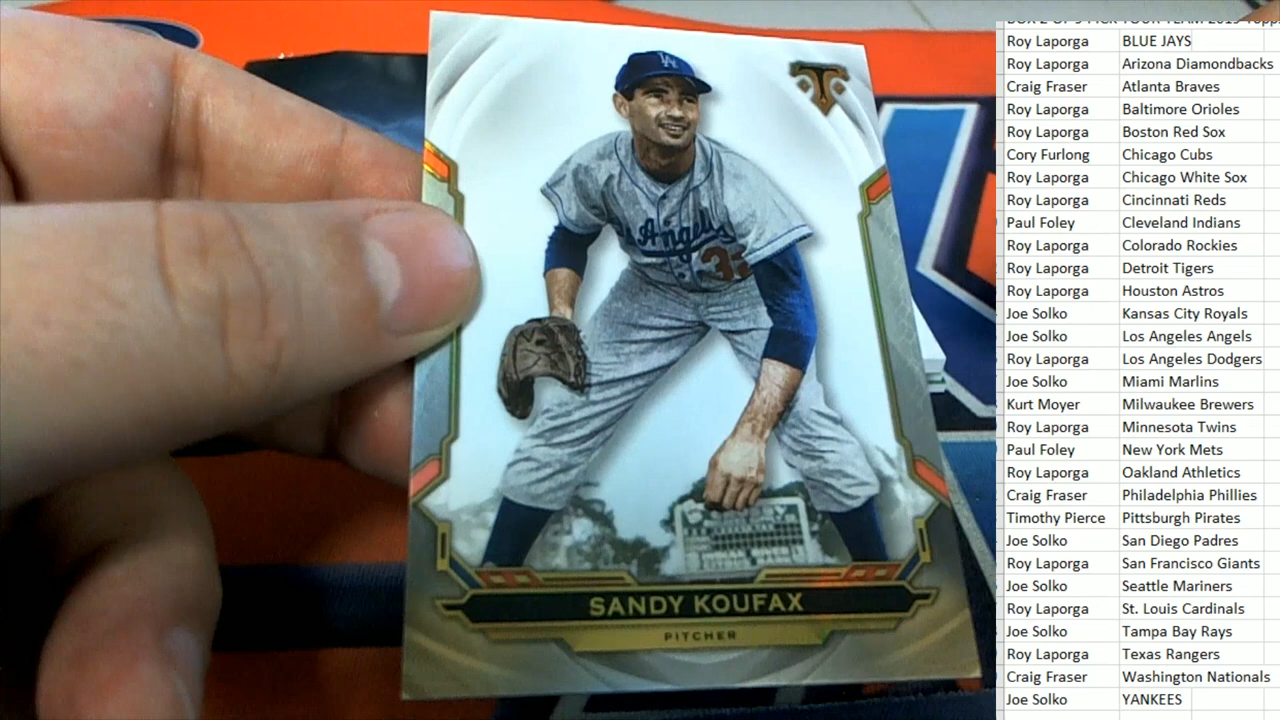 LA
Angels
32
T
SANDY KOUFAX
PITCHER
Roy Laporga BLUE JAYS
Roy Laporga Arizona Diamondbacks
Craig Fraser Atlanta Braves
Roy Laporga Baltimore Orioles
Roy Laporga Boston Red Sox
Cory Furlong Chicago Cubs
Roy Laporga Chicago White Sox
Roy Laporga Cincinnati Reds
Paul Foley Cleveland Indians
Roy Laporga Colorado Rockies
Roy Laporga Detroit Tigers
Roy Laporga Houston Astros
Joe Solko Kansas City Royals
Joe Solko Los Angeles Angels
Roy Laporga Los Angeles Dodgers
Joe Solko Miami Marlins
Kurt Moyer Milwaukee Brewers
Roy Laporga Minnesota Twins
Paul Foley New York Mets
Roy Laporga Oakland Athletics
Craig Fraser Philadelphia Phillies
Timothy Pierce Pittsburgh Pirates
Joe Solko San Diego Padres
Roy Laporga San Francisco Giants
Joe Solko Seattle Mariners
Roy Laporga St. Louis Cardinals
Joe Solko Tampa Bay Rays
Roy Laporga Texas Rangers
Craig Fraser Washington Nationals
Joe Solko YANKEES